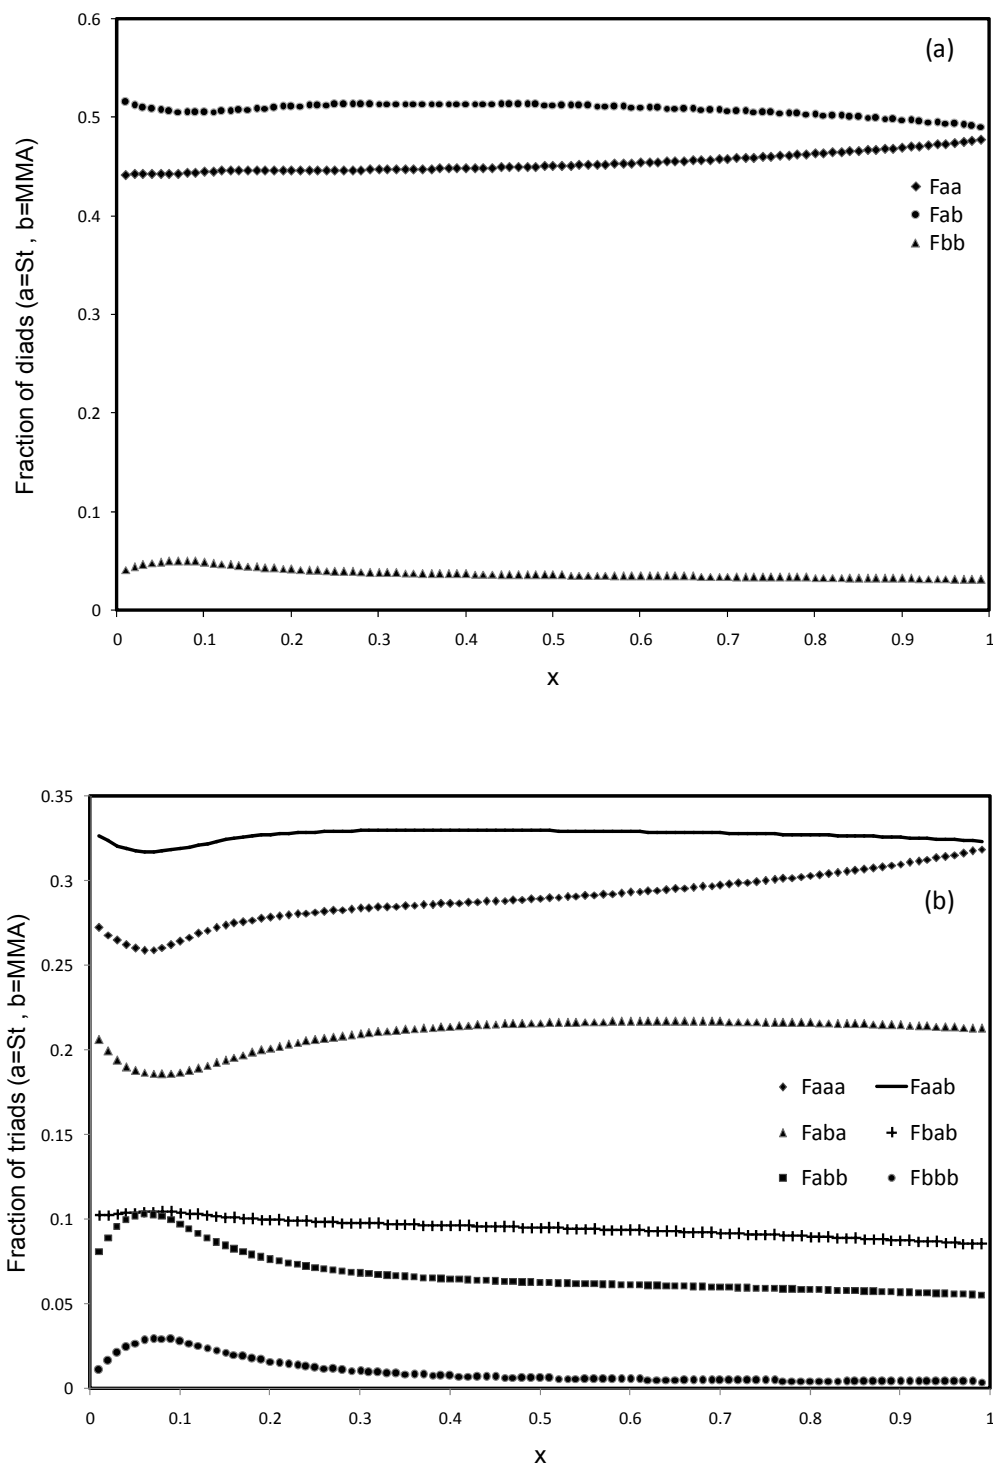 0.6
(a)
0.5
0.4
0.3
0.2
0.1
0
Fraction of diads (a=St , b=MMA)
Faa
Fab
Fbb
0 0.1 0.2 0.3 0.4 0.5 0.6 0.7 0.8 0.9 1
x
0.35
0.3
(b)
0.25
0.2
0.15
0.1
0.05
0
Fraction of triads (a=St , b=MMA)
Faaa Faab
Faba Fbab
Fabb Fbbb
0 0.1 0.2 0.3 0.4 0.5 0.6 0.7 0.8 0.9 1
x